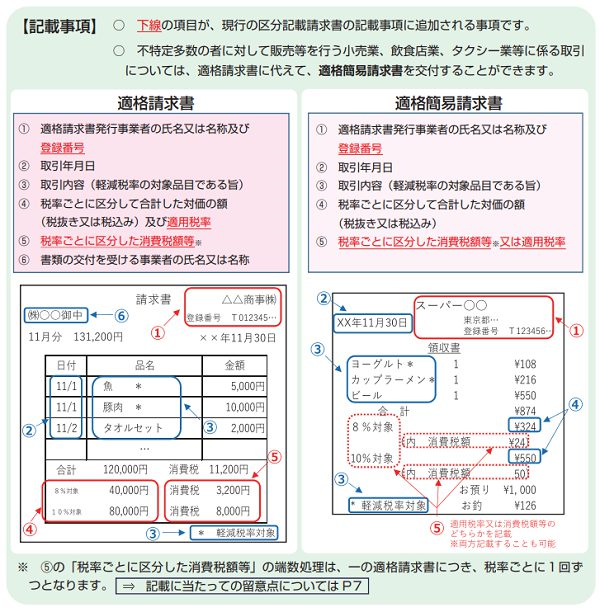 【記載事項】 ○ 下線の項目が、現行の区分記載請求書の記載事項に追加される事項です。
○ 不特定多数の者に対して販売等を行う小売業、飲食店業、タクシー業等に係る取引
については、適格請求書に代えて、適格簡易請求書を交付することができます。
適格請求書
① 適格請求書発行事業者の氏名又は名称及び
登録番号
② 取引年月日
③ 取引内容（軽減税率の対象品目である旨）
④ 税率ごとに区分して合計した対価の額
（税抜き又は税込み）及び適用税率
⑤ 税率ごとに区分した消費税額等※
⑥ 書類の交付を受ける事業者の氏名又は名称
請求書 △△商事㈱
㈱○○御中 ⑥ ① 登録番号 T012345…
11月分 131,200円 ××年11月30日
日付 品名 金額
11/1 魚 * 5,000円
11/1 豚肉 * 10,000円
② 11/2 タオルセット ③ 2,000円
… ⑤
合計 120,000円 消費税 11,200円
8%対象 40,000円 消費税 3,200円
10%対象 80,000円 消費税 8,000円
④ ③ * 軽減税率対象
適格簡易請求書
① 適格請求書発行事業者の氏名又は名称及び
登録番号
② 取引年月日
③ 取引内容（軽減税率の対象品目である旨）
④ 税率ごとに区分して合計した対価の額
（税抜き又は税込み）
⑤ 税率ごとに区分した消費税額等※又は適用税率
② スーパー○○
XX年11月30日 東京都…
登録番号 T123456… ①
領収書
③ ヨーグルト* 1 ¥108
カップラーメン* 1 ¥216
ビール 1 ¥550 ④
合 計 ¥874
8%対象 ¥324
(内 消費税額 ¥24)
10%対象 ¥550
(内 消費税額 50)
③ お預り ¥1,000
* 軽減税率対象 お釣 ¥126
⑤ 適用税率又は消費税額等の
どちらかを記載
※両方記載することも可能
※ ⑤の「税率ごとに区分した消費税額等」の端数処理は、一の適格請求書につき、税率ごとに１回ず
つとなります。 ⇒ 記載に当たっての留意点についてはＰ７